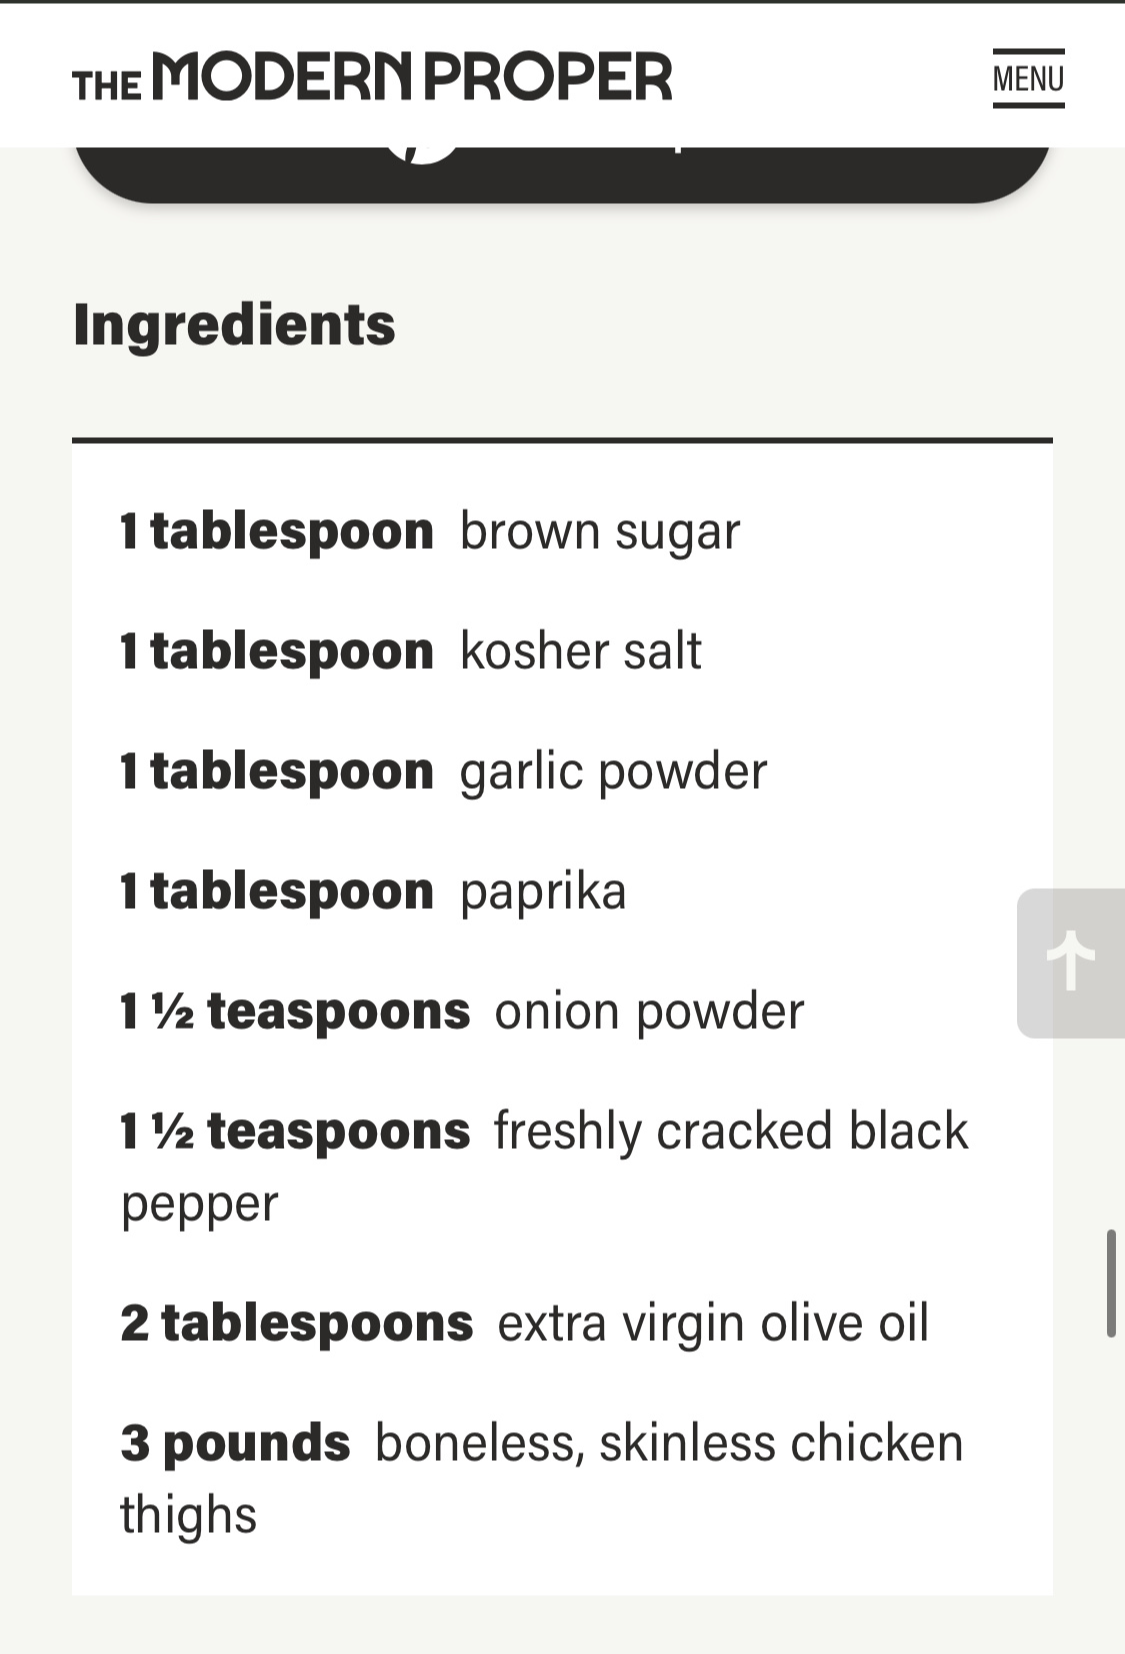 THE MODERN PROPER
MENU
Ingredients
1 tablespoon brown sugar
1 tablespoon kosher salt
1 tablespoon garlic powder
1 tablespoon paprika
1 ½ teaspoons onion powder
1 ½ teaspoons freshly cracked black
pepper
2 tablespoons extra virgin olive oil
3 pounds boneless, skinless chicken
thighs